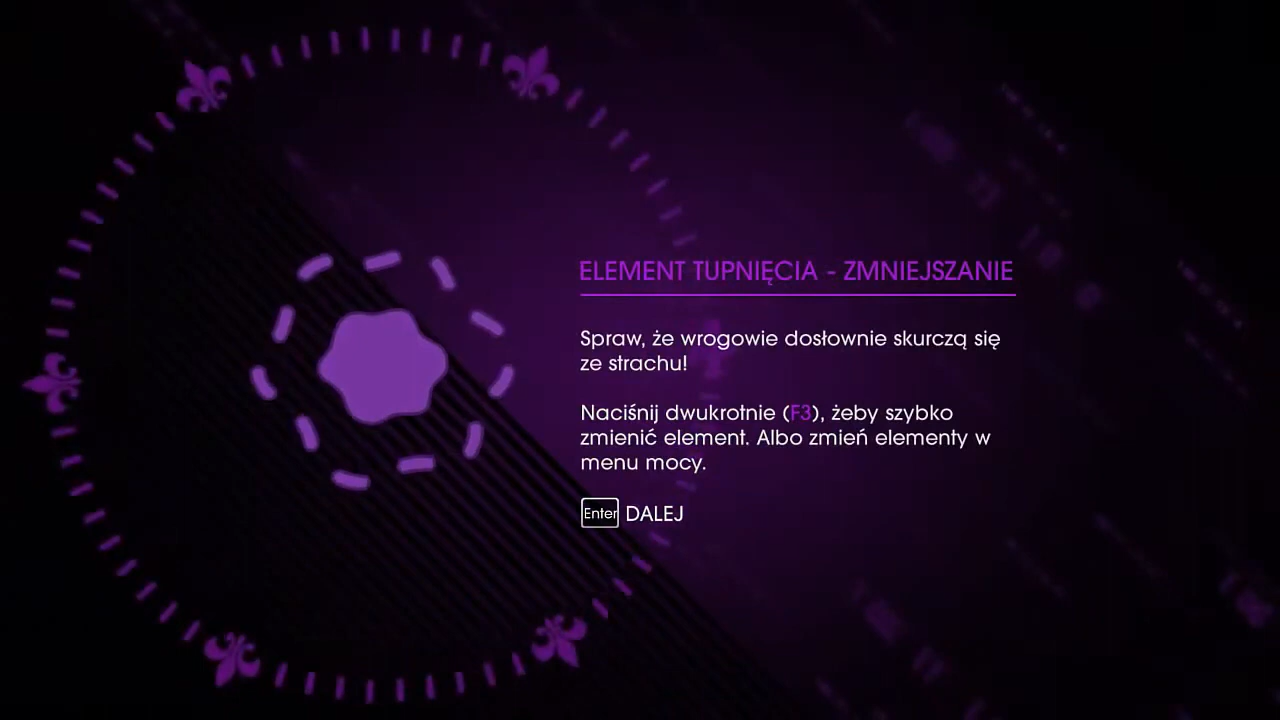 ELEMENT TUPNIĘCIA - ZMNIEJSZANIE
Spraw, że wrogowie dosłownie skurczą się
ze strachu!
Naciśnij dwukrotnie (F3), żeby szybko
zmienić element. Albo zmień elementy w
menu mocy.
Enter DALEJ